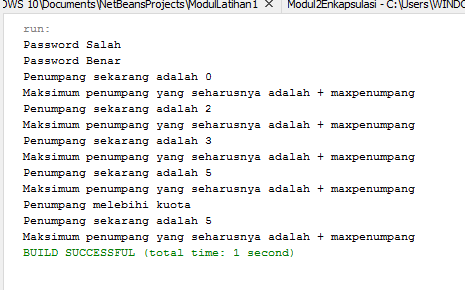 OWS 10\Documents\NetBeansProjects\ModulLatihan1 × Modul2Enkapsulasi - C:\Users\WINDO
run:
Password Salah
Password Benar
Penumpang sekarang adalah 0
Maksimum penumpang yang seharusnya adalah + maxpenumpang
Penumpang sekarang adalah 2
Maksimum penumpang yang seharusnya adalah + maxpenumpang
Penumpang sekarang adalah 3
Maksimum penumpang yang seharusnya adalah + maxpenumpang
Penumpang sekarang adalah 5
Maksimum penumpang yang seharusnya adalah + maxpenumpang
Penumpang melebihi kuota
Penumpang sekarang adalah 5
Maksimum penumpang yang seharusnya adalah + maxpenumpang
BUILD SUCCESSFUL (total time: 1 second)